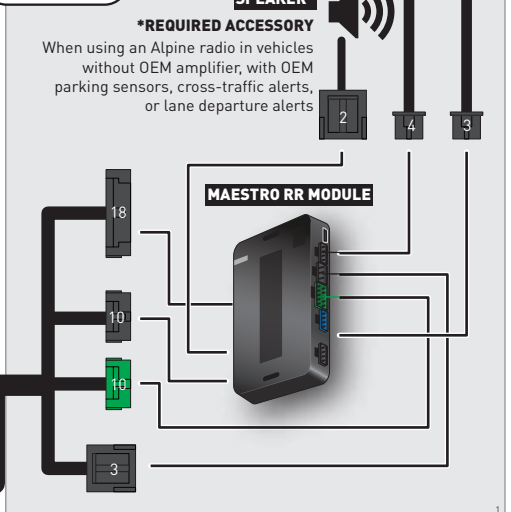 SPEAKER
*REQUIRED ACCESSORY
When using an Alpine radio in vehicles
without OEM amplifier, with OEM
parking sensors, cross-traffic alerts,
or lane departure alerts
2
4
3
MAESTRO RR MODULE
18
10
10
3
1